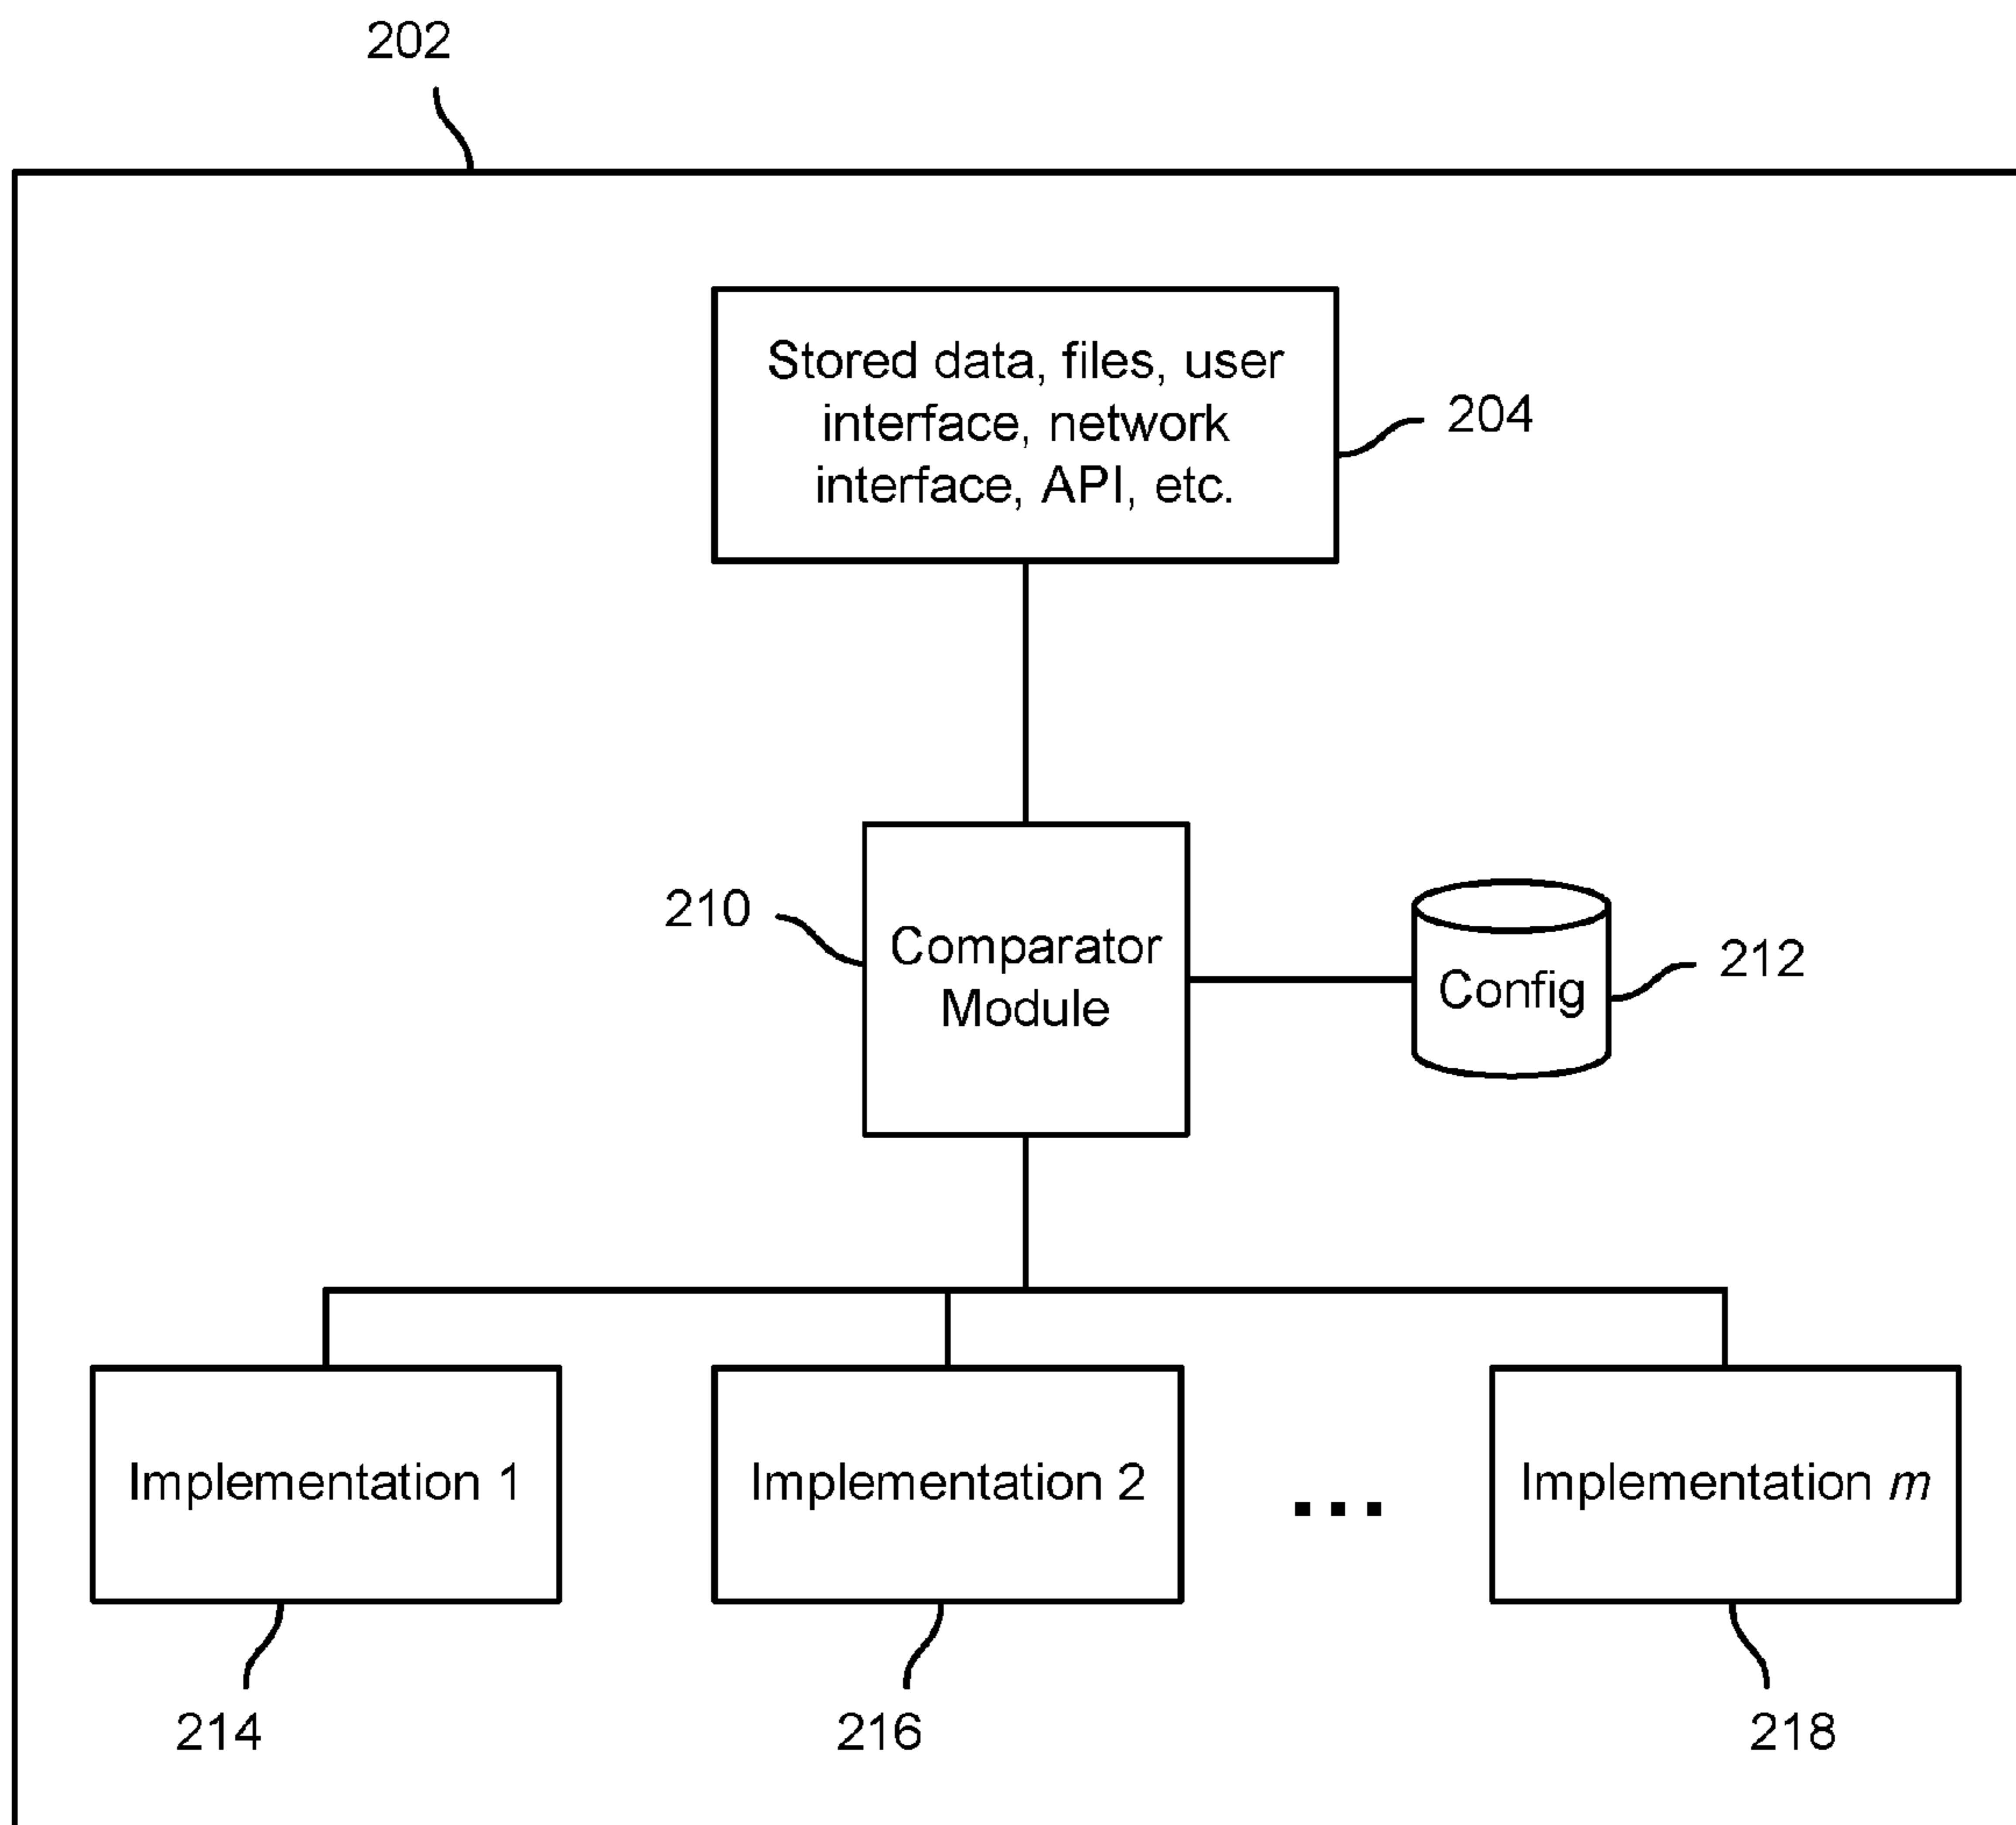 202
Stored data, files, user
interface, network
interface, API, etc.
204
210
Comparator
Module
Config
212
Implementation 1
Implementation 2
...
Implementation m
214
216
218